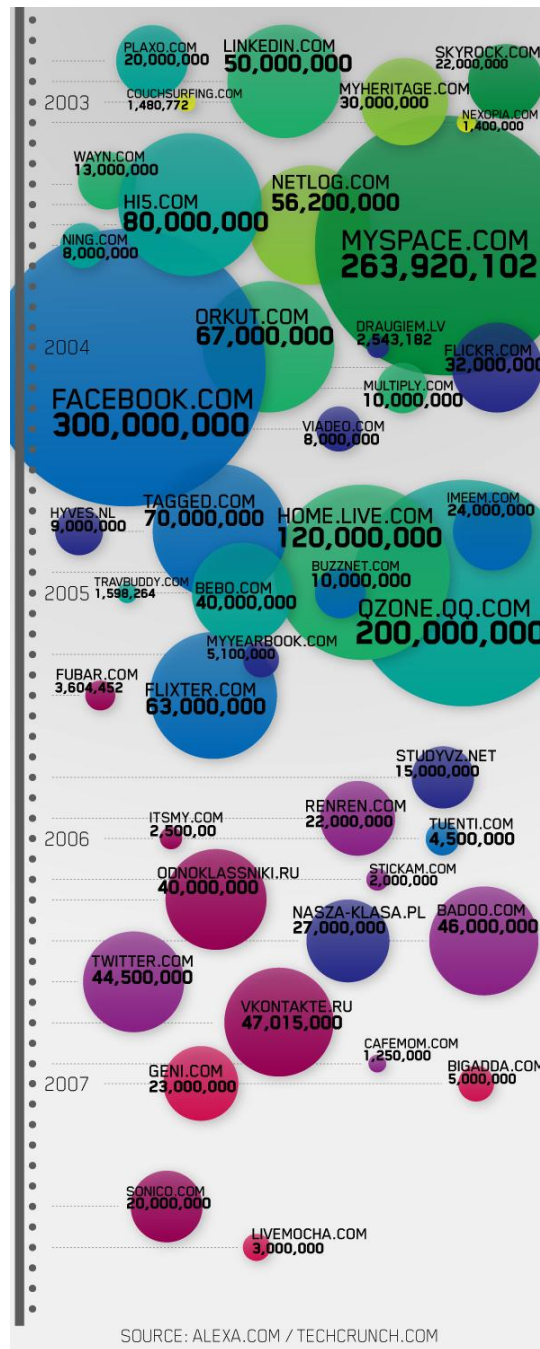 PLAXO.COM
20,000,000
LINKEDIN.COM
50,000,000
SKYROCK.COM
22,000,000
COUCHSURFING.COM
1,480,772
MYHERITAGE.COM
30,000,000
2003
NEXOPIA.COM
1,400,000
WAYN.COM
13,000,000
NETLOG.COM
56,200,000
HI5.COM
80,000,000
NING.COM
8,000,000
MYSPACE.COM
263,920,102
ORKUT.COM
67,000,000
DRAUGIEM.LV
2,543,182
2004
FLICKR.COM
32,000,000
MULTIPLY.COM
10,000,000
FACEBOOK.COM
300,000,000
VIADEO.COM
8,000,000
TAGGED.COM
70,000,000
HYVES.NL
9,000,000
HOME.LIVE.COM
120,000,000
IMEEM.COM
24,000,000
BUZZNET.COM
10,000,000
TRAVBUDDY.COM
1,598,264
2005
BEBO.COM
40,000,000
QZONE.QQ.COM
200,000,000
MYYEARBOOK.COM
5,100,000
FUBAR.COM
3,604,452
FLIXTER.COM
63,000,000
STUDYVZ.NET
15,000,000
RENREN.COM
22,000,000
ITSMY.COM
2,500,00
TUENTI.COM
4,500,000
2006
ODNOKLASSNIKI.RU
40,000,000
STICKAM.COM
2,000,000
NASZA-KLASA.PL
27,000,000
BADOO.COM
46,000,000
TWITTER.COM
44,500,000
VKONTAKTE.RU
47,015,000
CAFEMOM.COM
1,250,000
GENI.COM
23,000,000
BIGADDA.COM
5,000,000
2007
SONICO.COM
20,000,000
LIVEMOCHA.COM
3,000,000
SOURCE: ALEXA.COM / TECHCRUNCH.COM